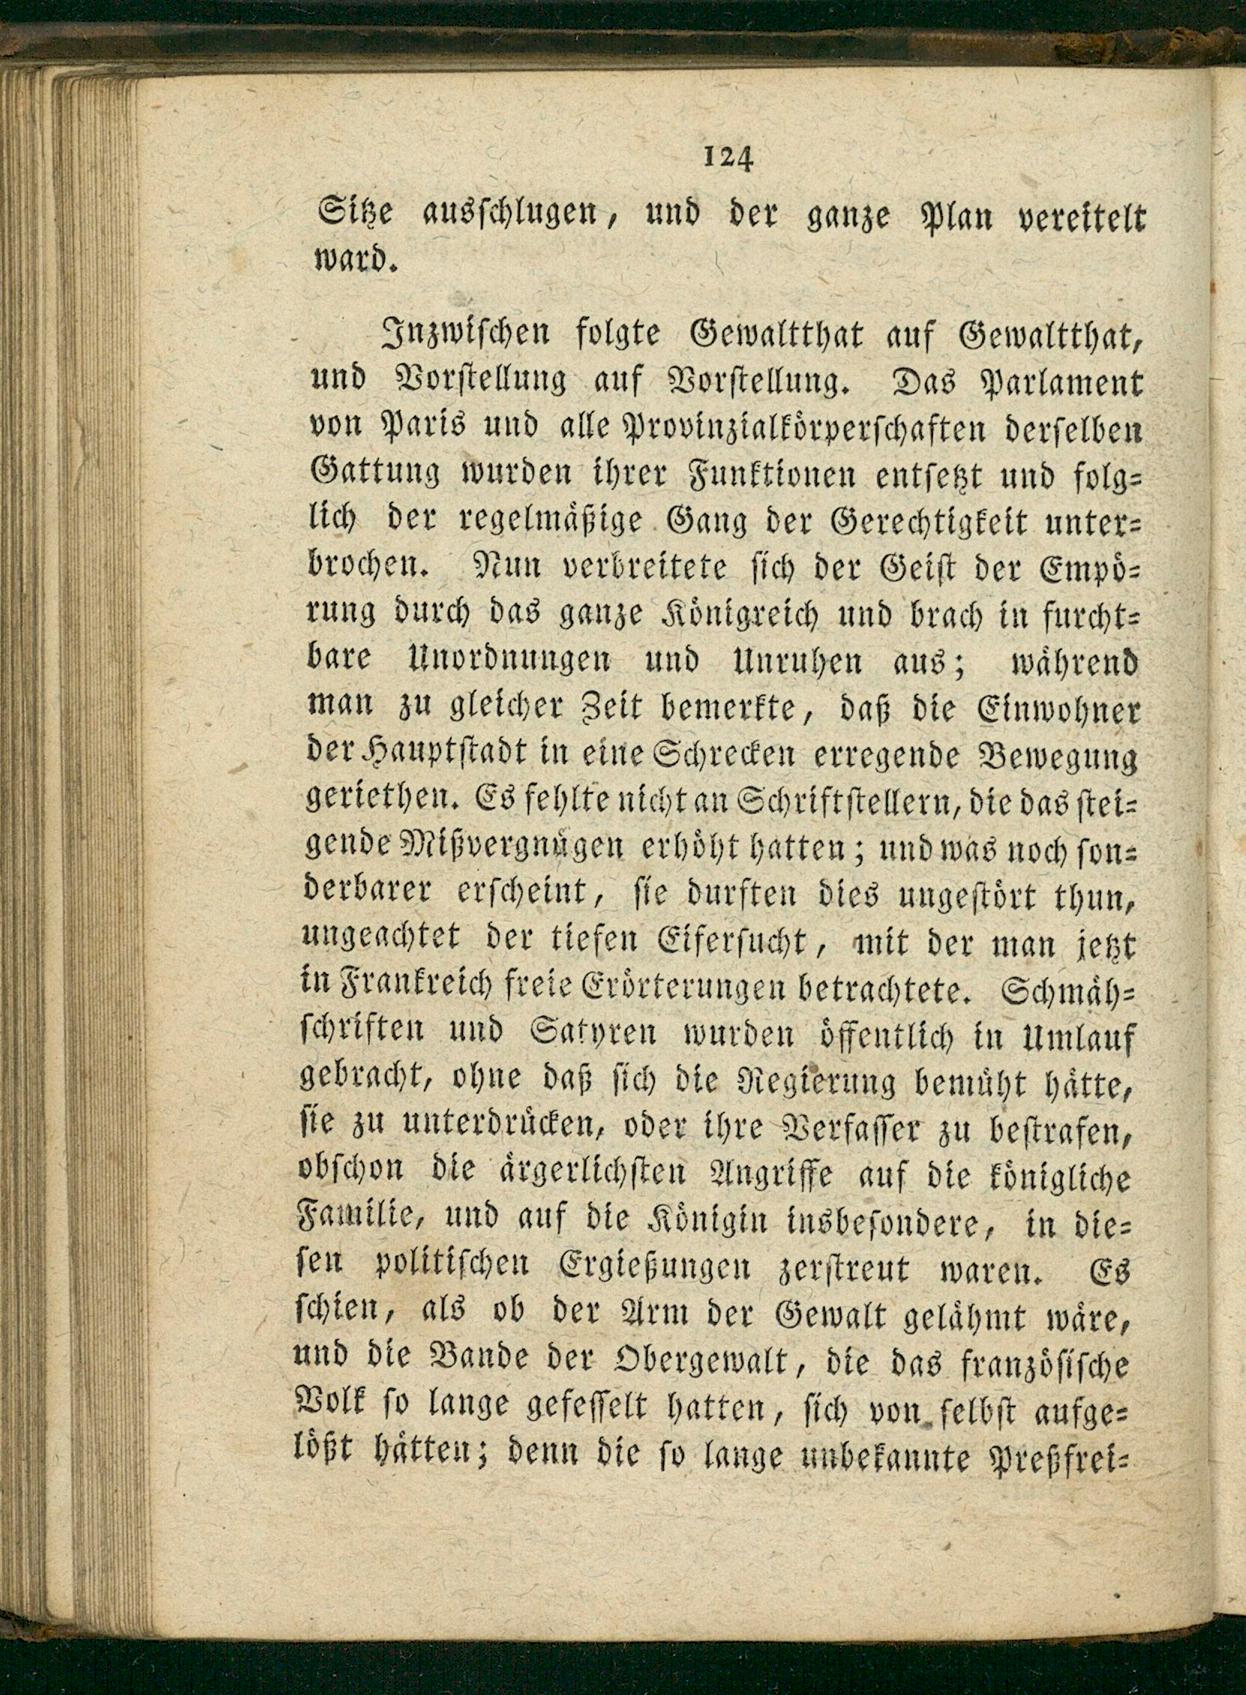 124
Sitze ausschlugen, und der ganze Plan vereitelt
ward.
Inzwischen folgte Gewaltthat auf Gewaltthat,
und Vorstellung auf Vorstellung. Das Parlament
von Paris und alle Provinzialkörperschaften derselben
Gattung wurden ihrer Funktionen entsetzt und folg=
lich der regelmäßige Gang der Gerechtigkeit unter=
brochen. Nun verbreitete sich der Geist der Empö=
rung durch das ganze Königreich und brach in furcht=
bare Unordnungen und Unruhen aus; während
man zu gleicher Zeit bemerkte, daß die Einwohner
der Hauptstadt in eine Schrecken erregende Bewegung
geriethen. Es fehlte nicht an Schriftstellern, die das stei=
gende Mißvergnügen erhöht hatten; und was noch son=
derbarer erscheint, sie durften dies ungestört thun,
ungeachtet der tiefen Eifersucht, mit der man jetzt
in Frankreich freie Erörterungen betrachtete. Schmäh=
schriften und Satyren wurden öffentlich in Umlauf
gebracht, ohne daß sich die Regierung bemüht hätte,
sie zu unterdrücken, oder ihre Verfasser zu bestrafen,
obschon die ärgerlichsten Angriffe auf die königliche
Familie, und auf die Königin insbesondere, in die=
sen politischen Ergießungen zerstreut waren. Es
schien, als ob der Arm der Gewalt gelähmt wäre,
und die Bande der Obergewalt, die das französische
Volk so lange gefesselt hatten, sich von selbst aufge=
lößt hätten; denn die so lange unbekannte Preßfrei=